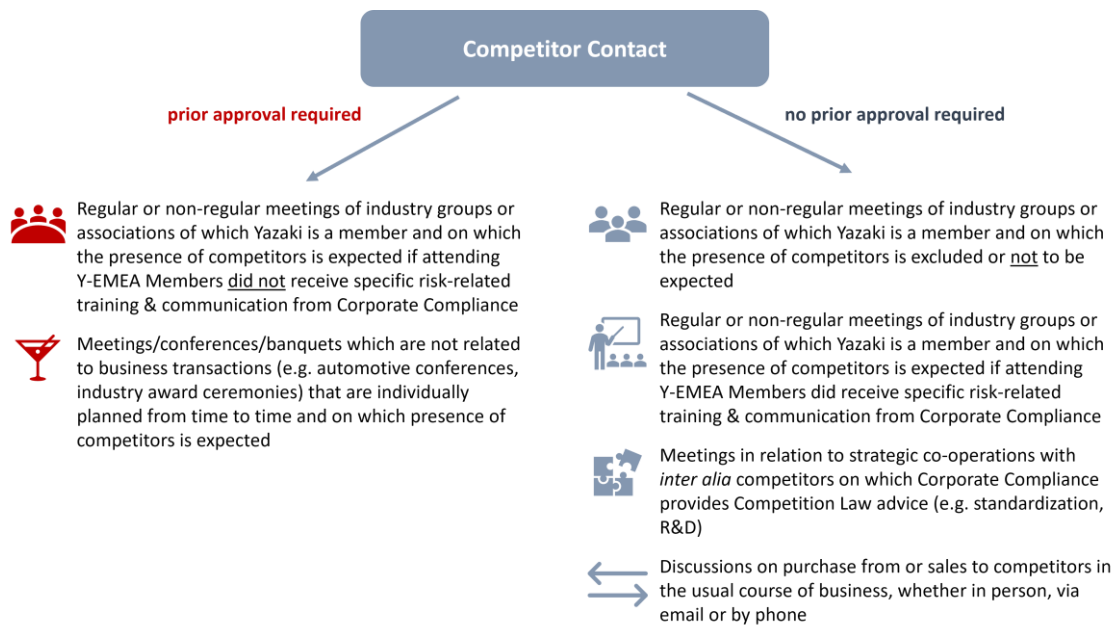 Competitor Contact
prior approval required
no prior approval required
Regular or non-regular meetings of industry groups or
associations of which Yazaki is a member and on which
the presence of competitors is expected if attending
Y-EMEA Members did not receive specific risk-related
training & communication from Corporate Compliance
Meetings/conferences/banquets which are not related
to business transactions (e.g. automotive conferences,
industry award ceremonies) that are individually
planned from time to time and on which presence of
competitors is expected
Regular or non-regular meetings of industry groups or
associations of which Yazaki is a member and on which
the presence of competitors is excluded or not to be
expected
Regular or non-regular meetings of industry groups or
associations of which Yazaki is a member and on which
the presence of competitors is expected if attending
Y-EMEA Members did receive specific risk-related
training & communication from Corporate Compliance
Meetings in relation to strategic co-operations with
inter alia competitors on which Corporate Compliance
provides Competition Law advice (e.g. standardization,
R&D)
Discussions on purchase from or sales to competitors in
the usual course of business, whether in person, via
email or by phone